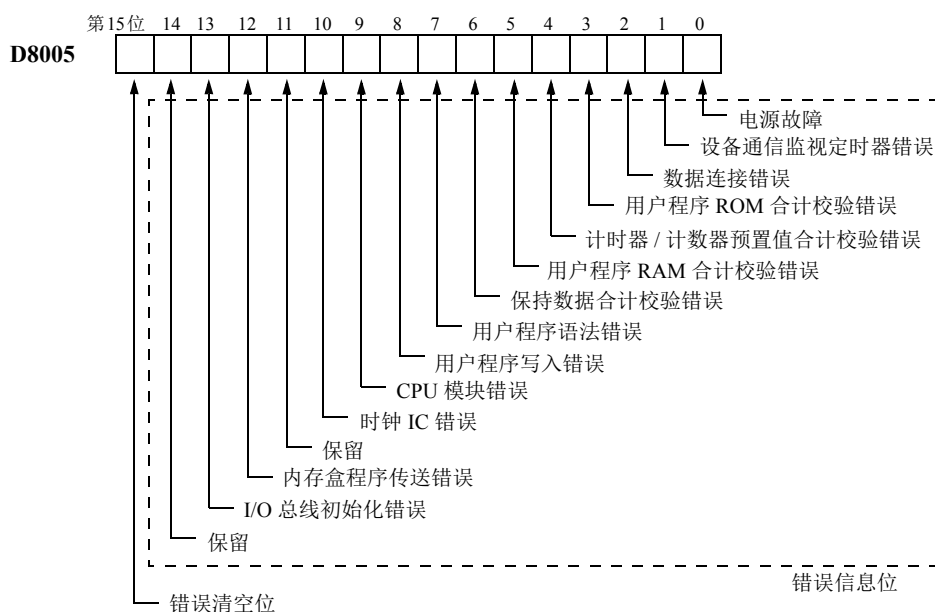 第15位 14 13 12 11 10 9 8 7 6 5 4 3 2 1 0
D8005
电源故障
设备通信监视定时器错误
数据连接错误
用户程序 ROM 合计校验错误
计时器 / 计数器预置值合计校验错误
用户程序 RAM 合计校验错误
保持数据合计校验错误
用户程序语法错误
用户程序写入错误
CPU 模块错误
时钟 IC 错误
保留
内存盒程序传送错误
I/O 总线初始化错误
保留
错误信息位
错误清空位